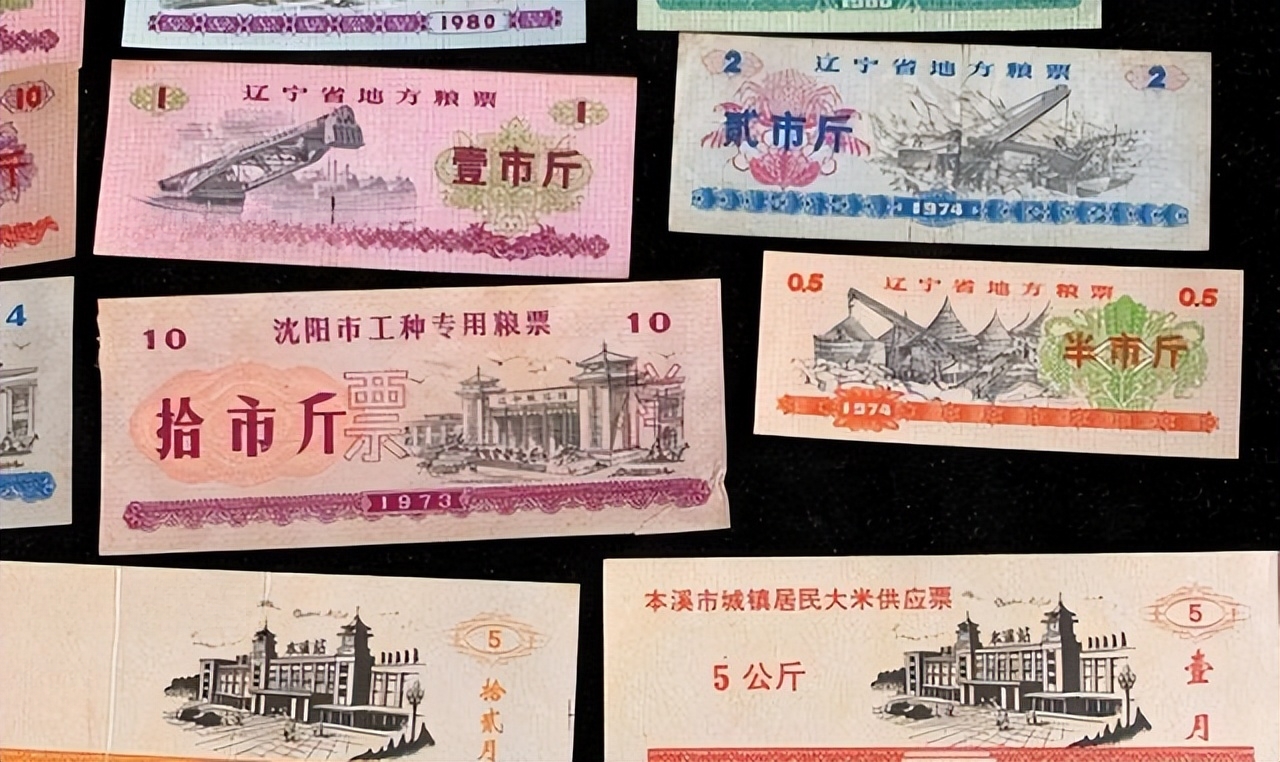 1980
10
斤
1
辽宁省地方粮票
1
壹市斤
2
辽宁省地方粮票
2
贰市斤
1974
4
10
沈阳市工种专用粮票
10
拾市斤
票
1973
0.5
辽宁省地方粮票
0.5
半市斤
1974
本溪站
5
拾贰月
本溪市城镇居民大米供应票
5公斤
本溪站
5
壹月